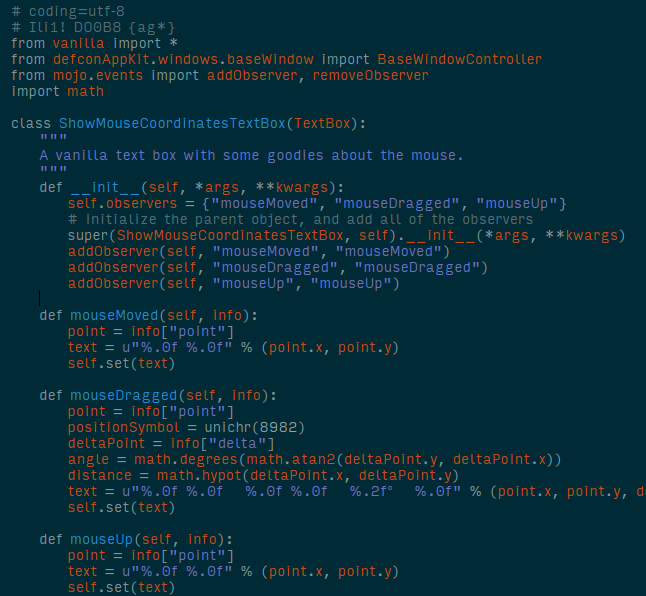 # coding=utf-8
# Ili1! DO0B8 {ag*}
from vanilla import *
from defconAppKit.windows.baseWindow import BaseWindowController
from mojo.events import addObserver, removeObserver
import math
class ShowMouseCoordinatesTextBox(TextBox):
"""
A vanilla text box with some goodies about the mouse.
"""
def __init__(self, *args, **kwargs):
self.observers = {"mouseMoved", "mouseDragged", "mouseUp"}
# initialize the parent object, and add all of the observers
super(ShowMouseCoordinatesTextBox, self).__init__(*args, **kwargs)
addObserver(self, "mouseMoved", "mouseMoved")
addObserver(self, "mouseDragged", "mouseDragged")
addObserver(self, "mouseUp", "mouseUp")
def mouseMoved(self, info):
point = info["point"]
text = u"%.0f %.0f" % (point.x, point.y)
self.set(text)
def mouseDragged(self, info):
point = info["point"]
positionSymbol = unichr(8982)
deltaPoint = info["delta"]
angle = math.degrees(math.atan2(deltaPoint.y, deltaPoint.x))
distance = math.hypot(deltaPoint.x, deltaPoint.y)
text = u"%.0f %.0f   %.0f %.0f   %.2f°   %.0f" % (point.x, point.y, d
self.set(text)
def mouseUp(self, info):
point = info["point"]
text = u"%.0f %.0f" % (point.x, point.y)
self.set(text)